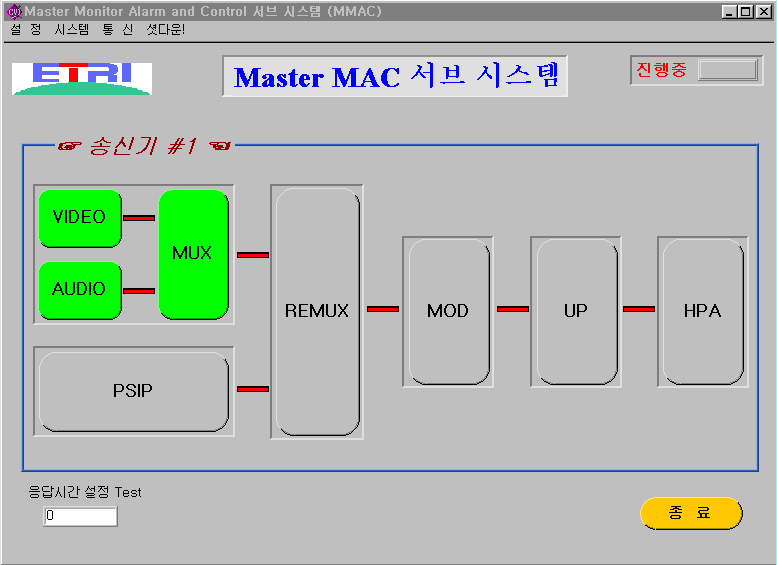 Master Monitor Alarm and Control 서브 시스템 (MMAC)
설 정 시스템 통 신 셧다운!
ETRI
Master MAC 서브 시스템
진행중
송신기 #1
VIDEO
MUX
AUDIO
REMUX
MOD
UP
HPA
PSIP
응답시간 설정 Test
0
종 료